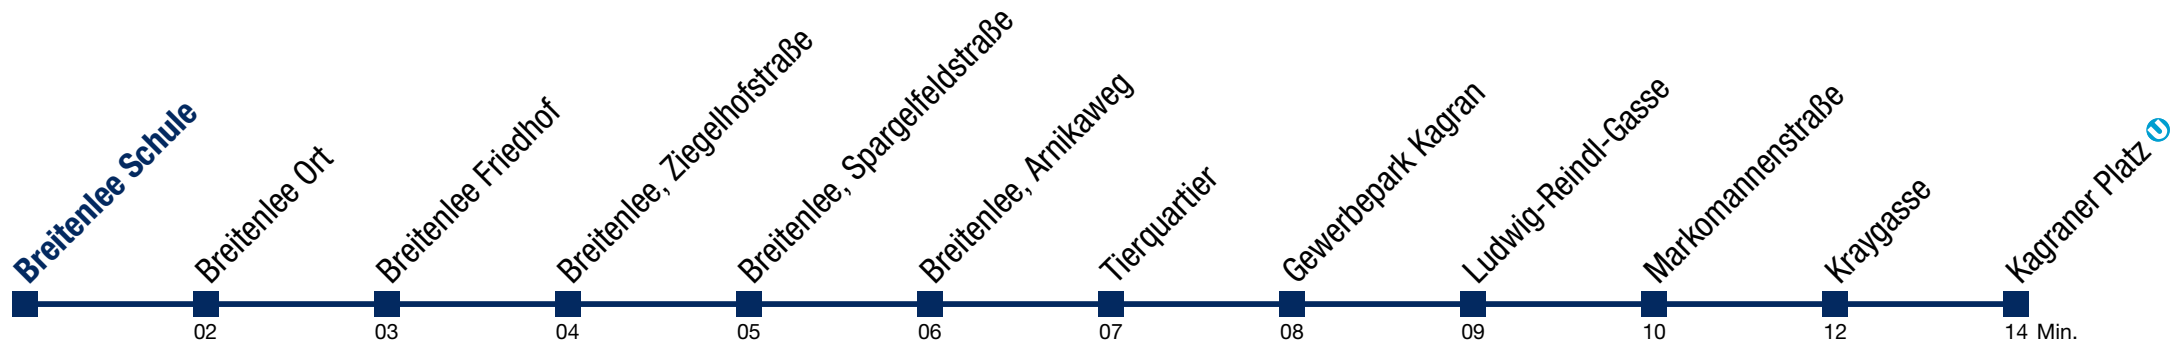 Breitenlee Schule
Breitenlee Ort
Breitenlee Friedhof
Breitenlee, Ziegelhofstraße
Breitenlee, Spargelfeldstraße
Breitenlee, Arnikaweg
Tierquartier
Gewerbepark Kagran
Ludwig-Reindl-Gasse
Markomannenstraße
Kraygasse
Kagraner Platz U
02 03 04 05 06 07 08 09 10 12 14 Min.